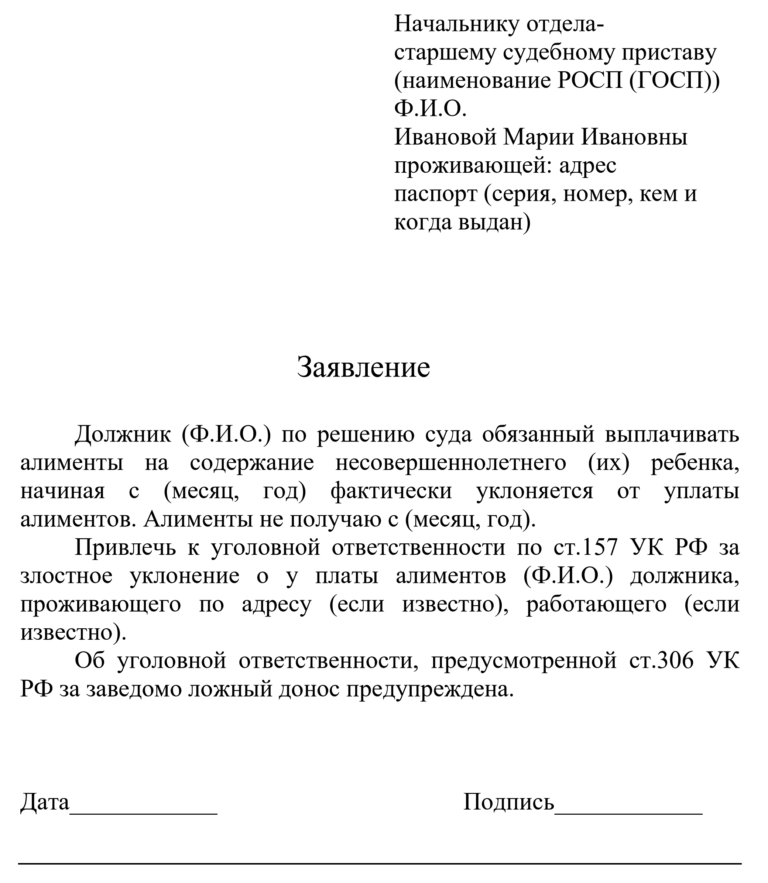 Начальнику отдела-
старшему судебному приставу
(наименование РОСП (ГОСП))
Ф.И.О.
Ивановой Марии Ивановны
проживающей: адрес
паспорт (серия, номер, кем и
когда выдан)
Заявление
Должник (Ф.И.О.) по решению суда обязанный выплачивать
алименты на содержание несовершеннолетнего (их) ребенка,
начиная с (месяц, год) фактически уклоняется от уплаты
алиментов. Алименты не получаю с (месяц, год).
Привлечь к уголовной ответственности по ст.157 УК РФ за
злостное уклонение о у платы алиментов (Ф.И.О.) должника,
проживающего по адресу (если известно), работающего (если
известно).
Об уголовной ответственности, предусмотренной ст.306 УК
РФ за заведомо ложный донос предупреждена.
Дата____________ Подпись____________